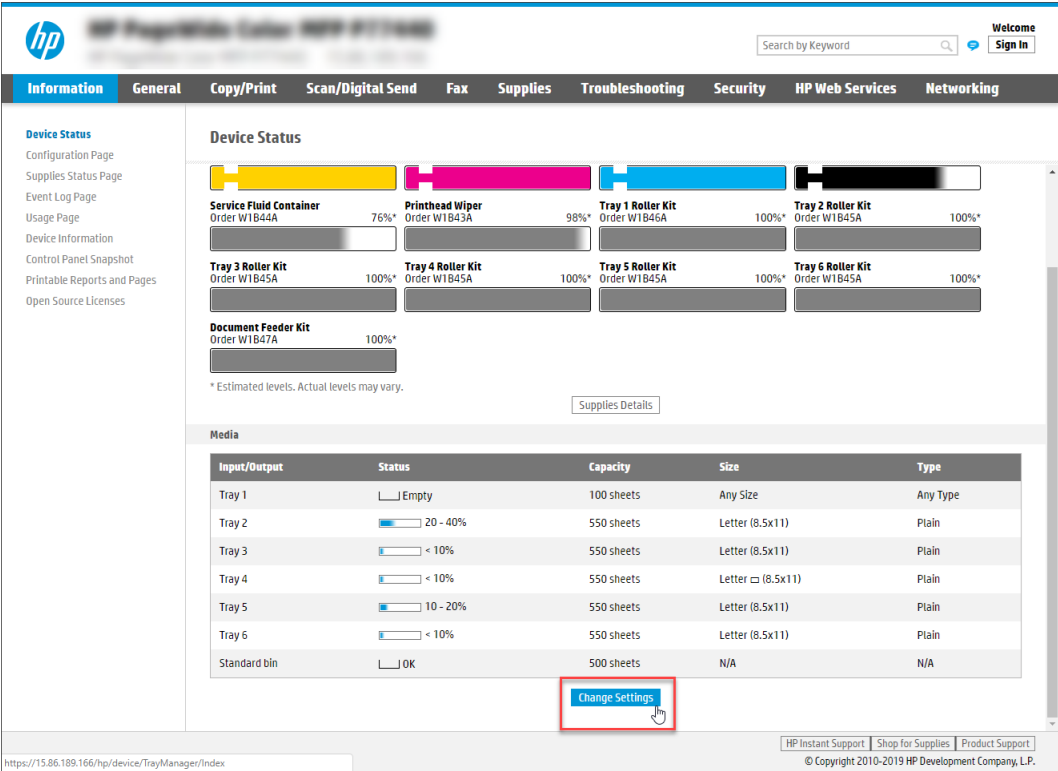 hp
Welcome
Search by Keyword
Sign In
Information General Copy/Print Scan/Digital Send Fax Supplies Troubleshooting Security HP Web Services Networking
Device Status
Configuration Page
Supplies Status Page
Event Log Page
Usage Page
Device Information
Control Panel Snapshot
Printable Reports and Pages
Open Source Licenses
Device Status
Service Fluid Container Printhead Wiper Tray 1 Roller Kit Tray 2 Roller Kit
Order W1B44A 76%* Order W1B43A 98%* Order W1B46A 100%* Order W1B45A 100%*
Tray 3 Roller Kit Tray 4 Roller Kit Tray 5 Roller Kit Tray 6 Roller Kit
Order W1B45A 100%* Order W1B45A 100%* Order W1B45A 100%* Order W1B45A 100%*
Document Feeder Kit
Order W1B47A 100%*
* Estimated levels. Actual levels may vary.
Supplies Details
Media
Input/Output Status Capacity Size Type
Tray 1 Empty 100 sheets Any Size Any Type
Tray 2 20 - 40% 550 sheets Letter (8.5x11) Plain
Tray 3 < 10% 550 sheets Letter (8.5x11) Plain
Tray 4 < 10% 550 sheets Letter (8.5x11) Plain
Tray 5 10 - 20% 550 sheets Letter (8.5x11) Plain
Tray 6 < 10% 550 sheets Letter (8.5x11) Plain
Standard bin OK 500 sheets N/A N/A
Change Settings
HP Instant Support Shop for Supplies Product Support
https://15.86.189.166/hp/device/TrayManager/Index
© Copyright 2010-2019 HP Development Company, L.P.